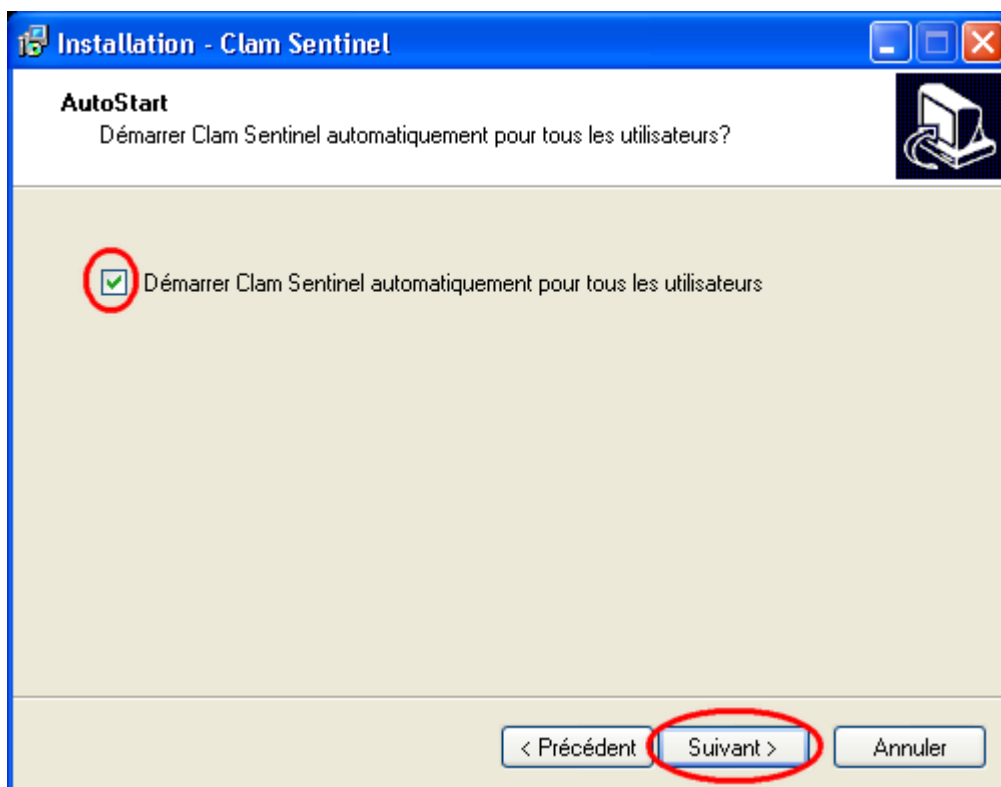 Installation - Clam Sentinel
AutoStart
Démarrer Clam Sentinel automatiquement pour tous les utilisateurs?
Démarrer Clam Sentinel automatiquement pour tous les utilisateurs
< Précédent Suivant > Annuler